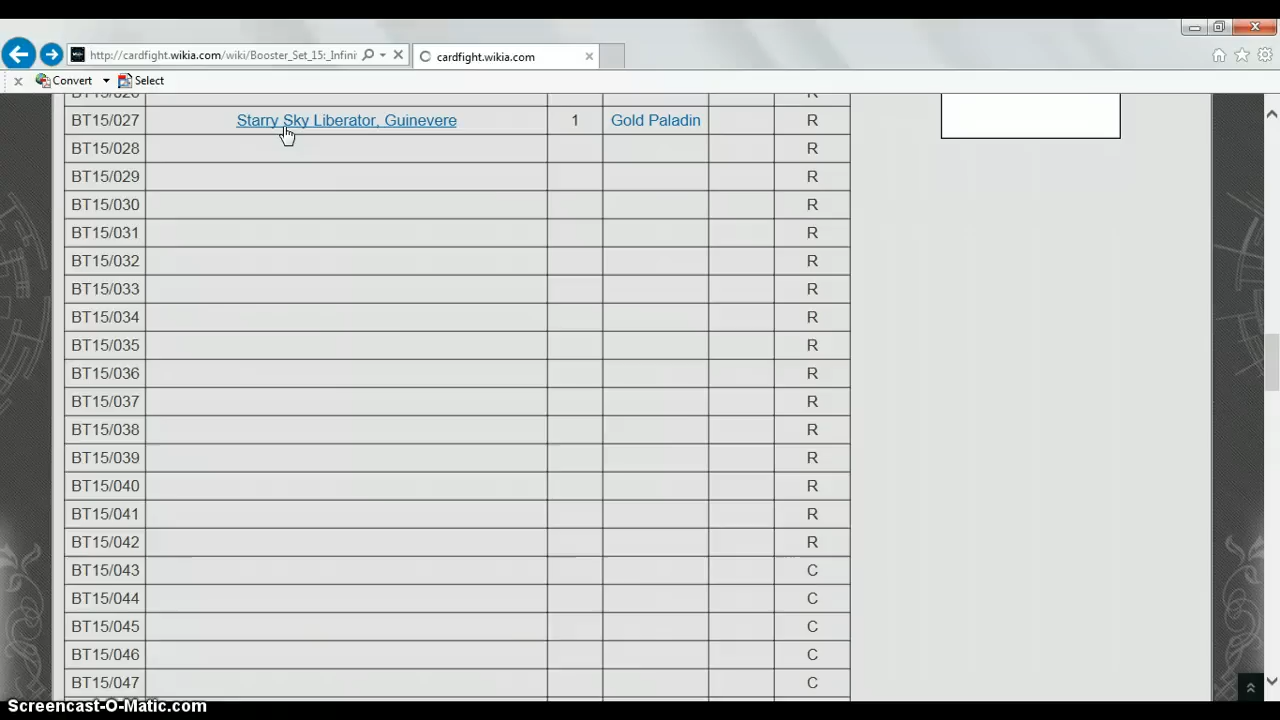 http://cardfight.wikia.com/wiki/Booster_Set_15:_Infini
cardfight.wikia.com
Convert
Select
BT15/026 R
BT15/027 Starry Sky Liberator, Guinevere 1 Gold Paladin R
BT15/028 R
BT15/029 R
BT15/030 R
BT15/031 R
BT15/032 R
BT15/033 R
BT15/034 R
BT15/035 R
BT15/036 R
BT15/037 R
BT15/038 R
BT15/039 R
BT15/040 R
BT15/041 R
BT15/042 R
BT15/043 C
BT15/044 C
BT15/045 C
BT15/046 C
BT15/047 C
Screencast-O-Matic.com